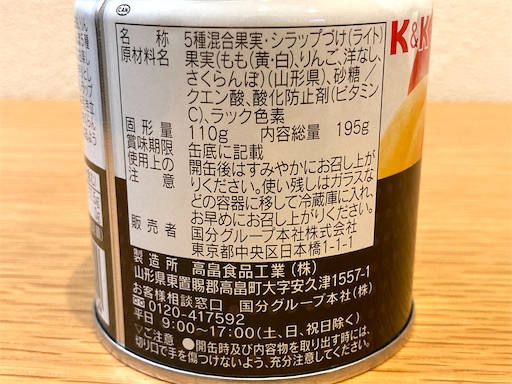 CAN
K&K
名称 5種混合果実・シラップづけ(ライト)
原材料名 果実(もも(黄・白)、りんご、洋なし、
さくらんぼ)(山形県)、砂糖/
クエン酸、酸化防止剤(ビタミン
C)、ラック色素
固形量 110g 内容総量 195g
賞味期限 缶底に記載
使用上の注意 開缶後はすみやかにお召し上が
りください。使い残しはガラスな
どの容器に移して冷蔵庫に入れ、
お早めにお召し上がりください。
販売者 国分グループ本社株式会社
東京都中央区日本橋1-1-1
製造所 高畠食品工業(株)
山形県東置賜郡高畠町大字安久津1557-1
お客様相談窓口 国分グループ本社(株)
0120-417592
平日 9:00~17:00(土、日、祝日除く)
▽ご注意 ●開缶時及び内容物を取り出す時には、
切り口で手を傷つけないよう、充分注意してください。